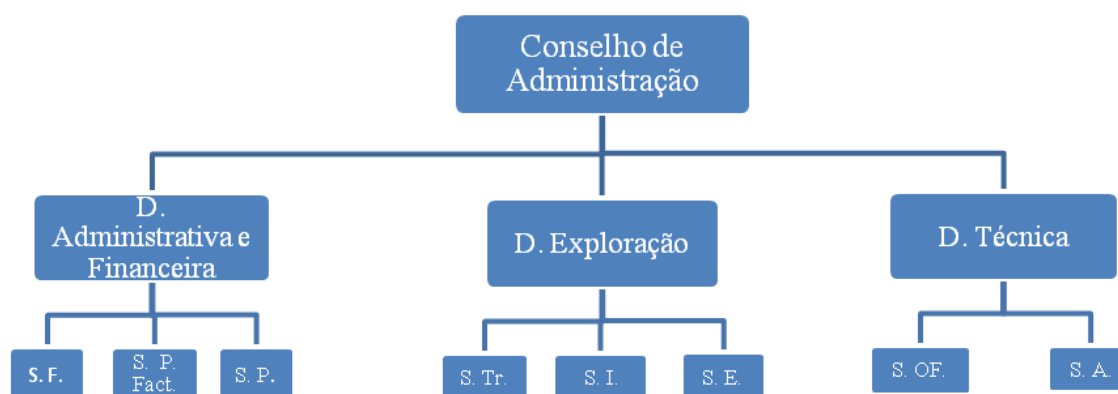 Conselho de
Administração
D.
Administrativa e
Financeira
D. Exploração
D. Técnica
S. F.
S. P.
Fact.
S. P.
S. Tr.
S. I.
S. E.
S. OF.
S. A.